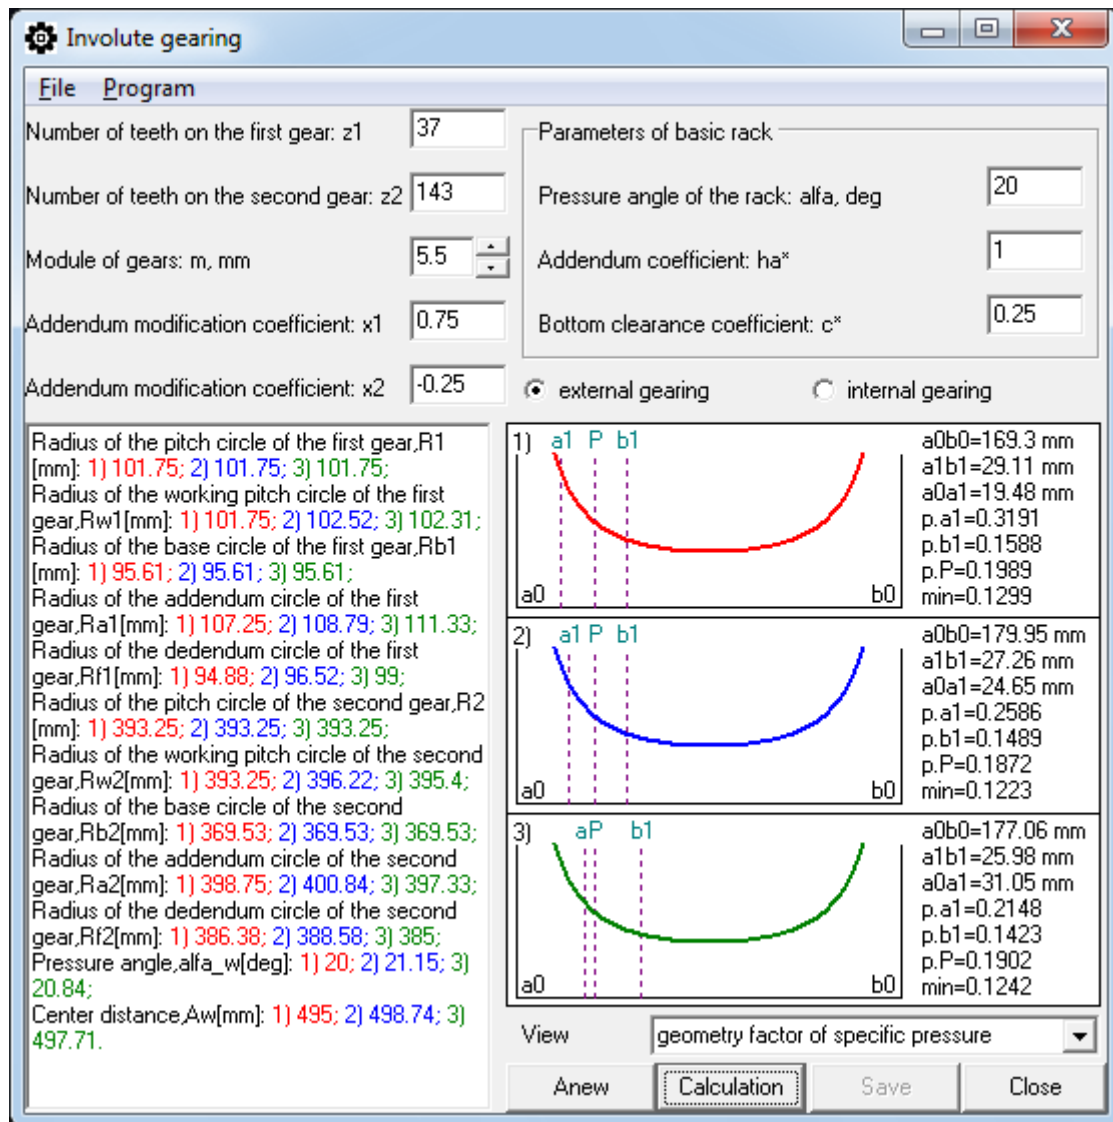 Involute gearing
File Program
Number of teeth on the first gear: z1 37
Number of teeth on the second gear: z2 143
Module of gears: m, mm 5.5
Addendum modification coefficient: x1 0.75
Addendum modification coefficient: x2 -0.25
Parameters of basic rack
Pressure angle of the rack: alfa, deg 20
Addendum coefficient: ha* 1
Bottom clearance coefficient: c* 0.25
external gearing internal gearing
Radius of the pitch circle of the first gear,R1
[mm]: 1) 101.75; 2) 101.75; 3) 101.75;
Radius of the working pitch circle of the first
gear,Rw1[mm]: 1) 101.75; 2) 102.52; 3) 102.31;
Radius of the base circle of the first gear,Rb1
[mm]: 1) 95.61; 2) 95.61; 3) 95.61;
Radius of the addendum circle of the first
gear,Ra1[mm]: 1) 107.25; 2) 108.79; 3) 111.33;
Radius of the dedendum circle of the first
gear,Rf1[mm]: 1) 94.88; 2) 96.52; 3) 99;
Radius of the pitch circle of the second gear,R2
[mm]: 1) 393.25; 2) 393.25; 3) 393.25;
Radius of the working pitch circle of the second
gear,Rw2[mm]: 1) 393.25; 2) 396.22; 3) 395.4;
Radius of the base circle of the second
gear,Rb2[mm]: 1) 369.53; 2) 369.53; 3) 369.53;
Radius of the addendum circle of the second
gear,Ra2[mm]: 1) 398.75; 2) 400.84; 3) 397.33;
Radius of the dedendum circle of the second
gear,Rf2[mm]: 1) 386.38; 2) 388.58; 3) 385;
Pressure angle,alfa_w[deg]: 1) 20; 2) 21.15; 3)
20.84;
Center distance,Aw[mm]: 1) 495; 2) 498.74; 3)
497.71.
1) a1 P b1
a0 b0
a0b0=169.3 mm
a1b1=29.11 mm
a0a1=19.48 mm
p.a1=0.3191
p.b1=0.1588
p.P=0.1989
min=0.1299
2) a1 P b1
a0 b0
a0b0=179.95 mm
a1b1=27.26 mm
a0a1=24.65 mm
p.a1=0.2586
p.b1=0.1489
p.P=0.1872
min=0.1223
3) aP b1
a0 b0
a0b0=177.06 mm
a1b1=25.98 mm
a0a1=31.05 mm
p.a1=0.2148
p.b1=0.1423
p.P=0.1902
min=0.1242
View geometry factor of specific pressure
Anew Calculation Save Close